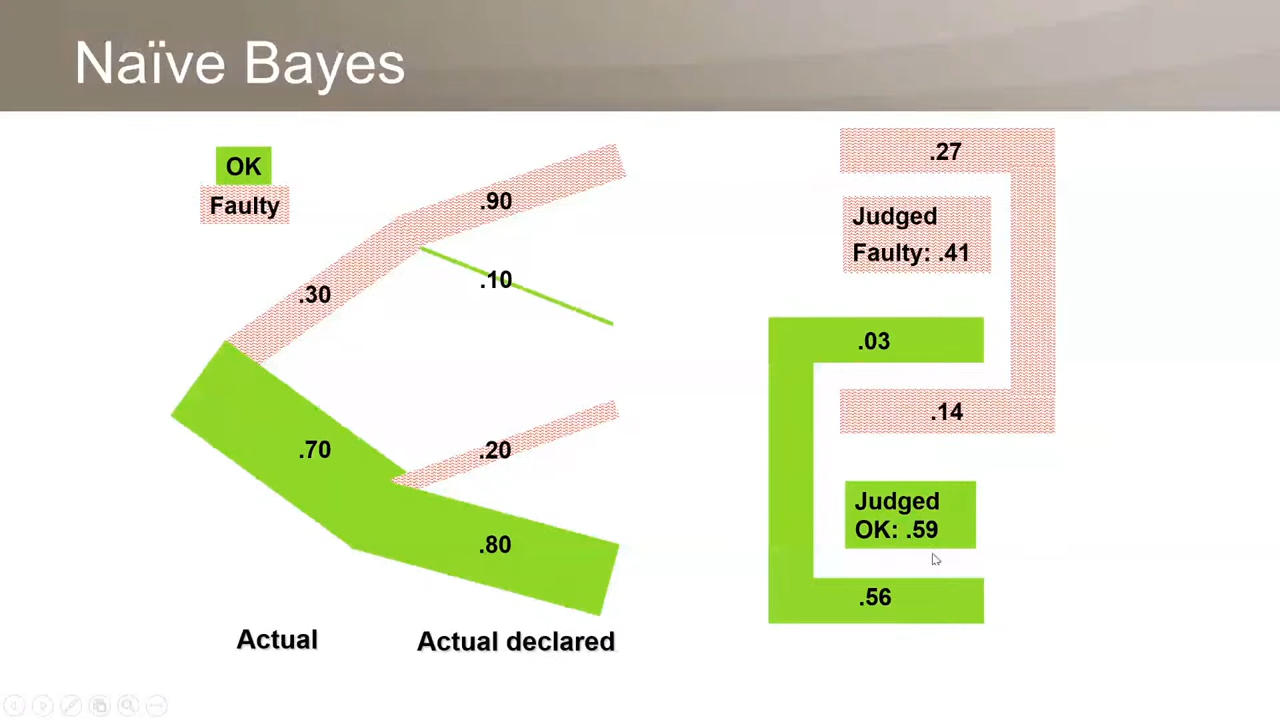 Naïve Bayes
OK
Faulty
.90
.10
.30
.70
.20
.80
Actual
Actual declared
.27
Judged
Faulty: .41
.03
.14
Judged
OK: .59
.56